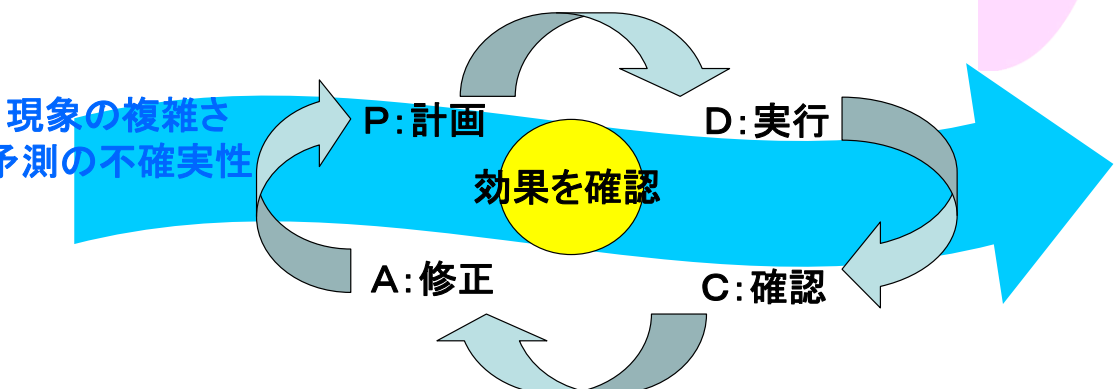 現象の複雑さ
予測の不確実性
P:計画
D:実行
効果を確認
A:修正
C:確認